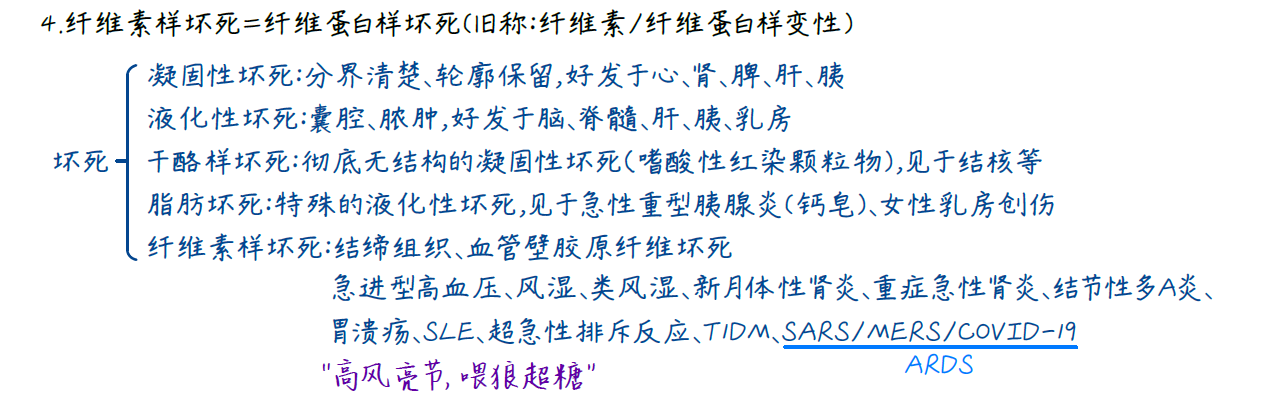 4.纤维素样坏死=纤维蛋白样坏死(旧称:纤维素/纤维蛋白样变性)
凝固性坏死:分界清楚、轮廓保留,好发于心、肾、脾、肝、胰
液化性坏死:囊腔、脓肿,好发于脑、脊髓、肝、胰、乳房
坏死
干酪样坏死:彻底无结构的凝固性坏死(嗜酸性红染颗粒物),见于结核等
脂肪坏死:特殊的液化性坏死,见于急性重型胰腺炎(钙皂)、女性乳房创伤
纤维素样坏死:结缔组织、血管壁胶原纤维坏死
急进型高血压、风湿、类风湿、新月体性肾炎、重症急性肾炎、结节性多A炎、
胃溃疡、SLE、超急性排斥反应、T1DM、SARS/MERS/COVID-19
ARDS
"高风亮节,喂狼超糖"